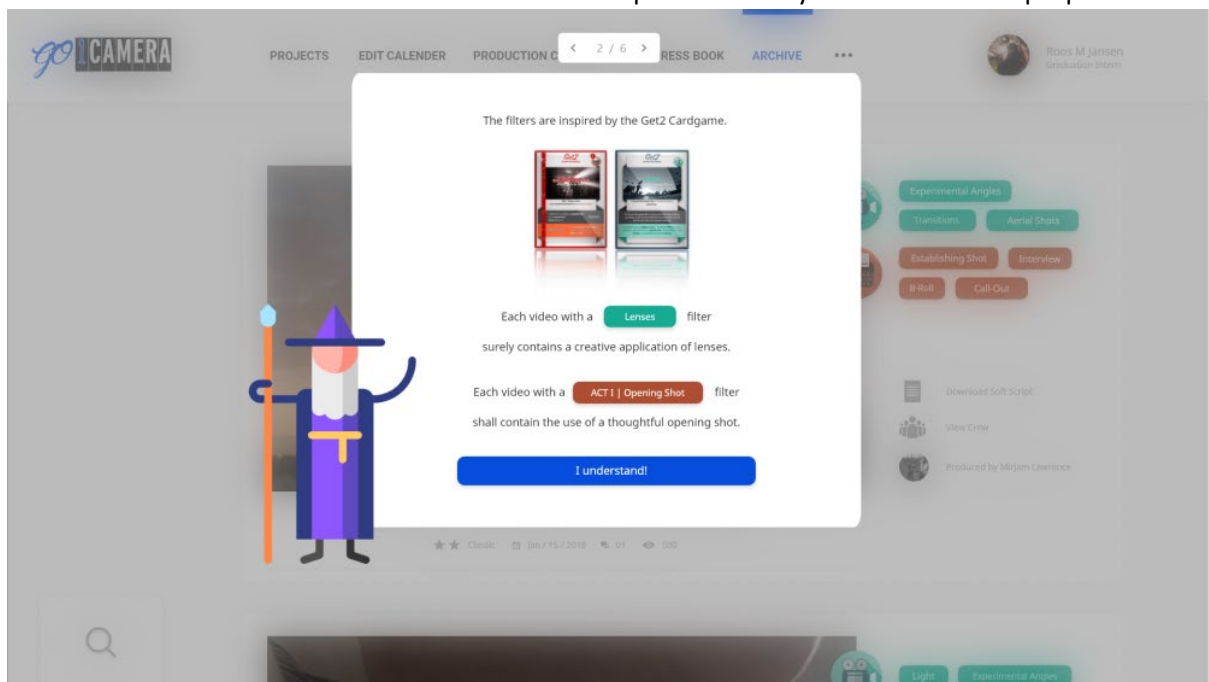 go1CAMERA
PROJECTS EDIT CALENDER PRODUCTION C RESS BOOK ARCHIVE •••
< 2 / 6 >
Roos M Jansen
Graduation Intern
The filters are inspired by the Get2 Cardgame.
Get2 Get2
Experimental Angles
Transitions Aerial Shots
Establishing Shot Interview
B-Roll Call-Out
Each video with a Lenses filter
surely contains a creative application of lenses.
Each video with a ACT I | Opening Shot filter
shall contain the use of a thoughtful opening shot.
I understand!
Download Soft Script
View Crew
Produced by Mirjam Lawrence
Classic Jan / 15 / 2018 01 500
Light Experimental Angles